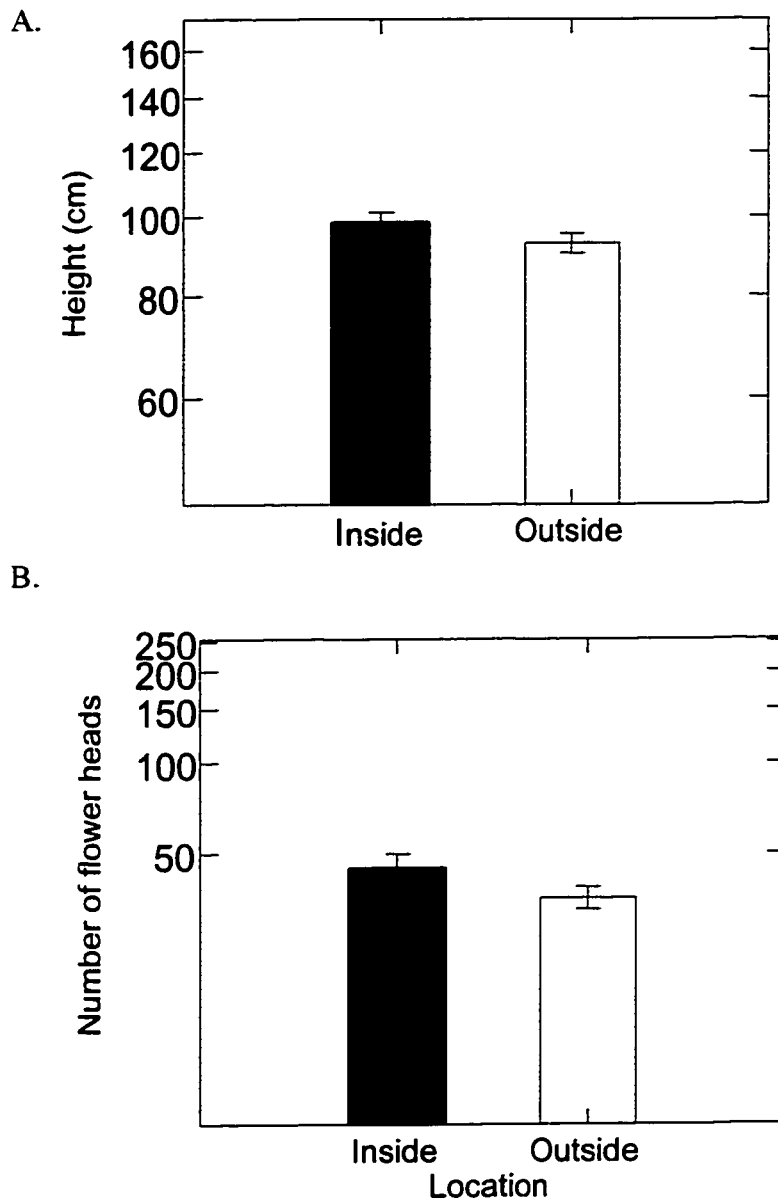 A.
Height (cm)
160
140
120
100
80
60
Inside Outside
B.
Number of flower heads
250
200
150
100
50
Inside Outside
Location